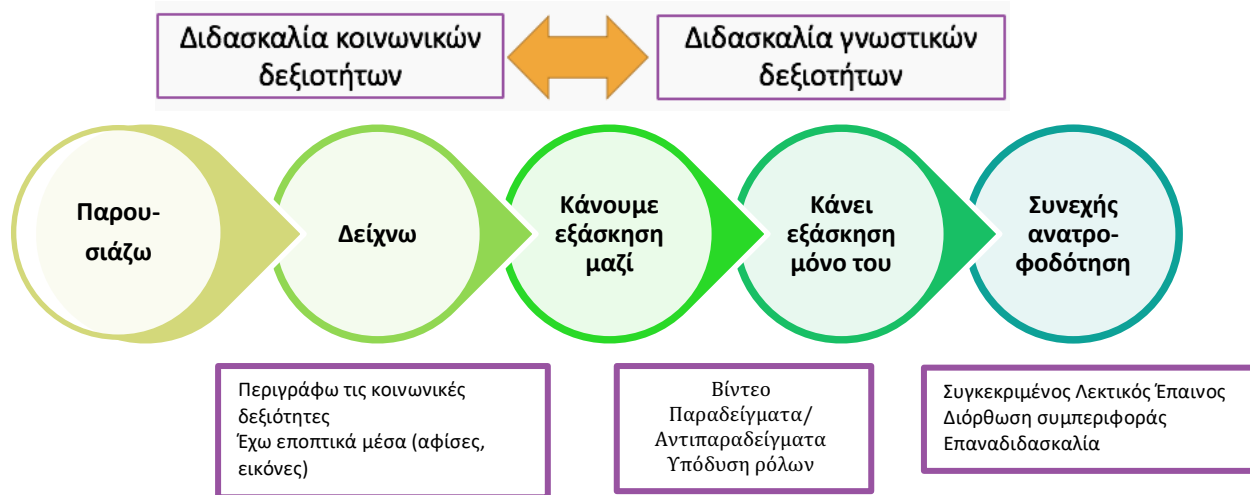 Διδασκαλία κοινωνικών
δεξιοτήτων
Διδασκαλία γνωστικών
δεξιοτήτων
Παρου-
σιάζω
Δείχνω
Κάνουμε
εξάσκηση
μαζί
Κάνει
εξάσκηση
μόνο του
Συνεχής
ανατρο-
φοδότηση
Περιγράφω τις κοινωνικές
δεξιότητες
Έχω εποπτικά μέσα (αφίσες,
εικόνες)
Βίντεο
Παραδείγματα/
Αντιπαραδείγματα
Υπόδυση ρόλων
Συγκεκριμένος Λεκτικός Έπαινος
Διόρθωση συμπεριφοράς
Επαναδιδασκαλία